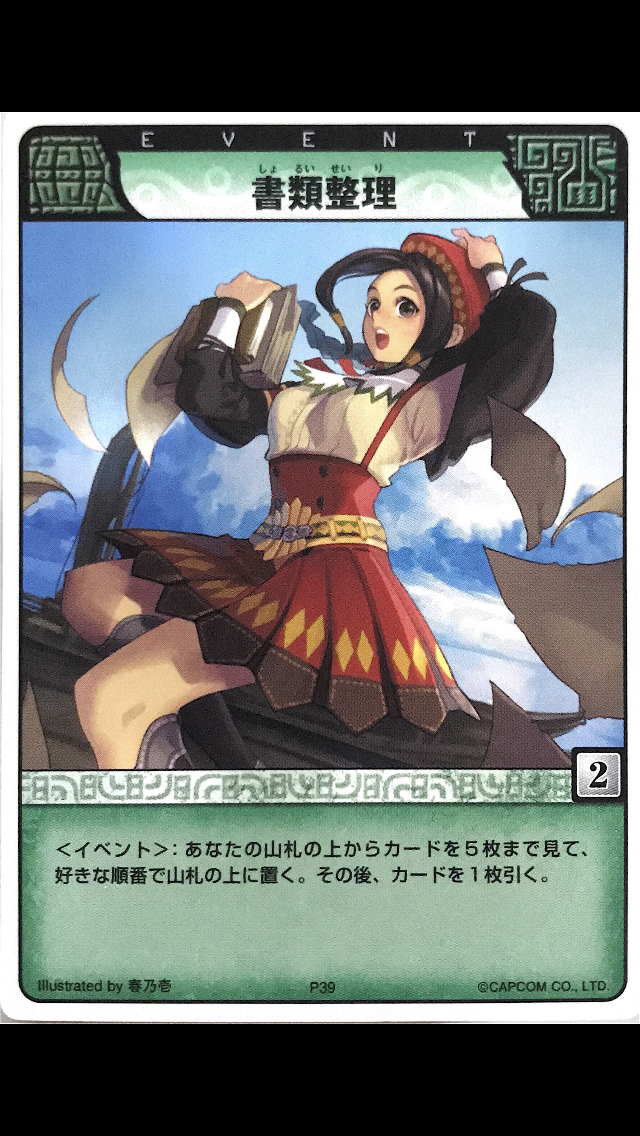 EVENT
しょ るい せい り
書類整理
2
＜イベント＞：あなたの山札の上からカードを５枚まで見て、
好きな順番で山札の上に置く。その後、カードを１枚引く。
Illustrated by 春乃壱 P39 ©CAPCOM CO., LTD.